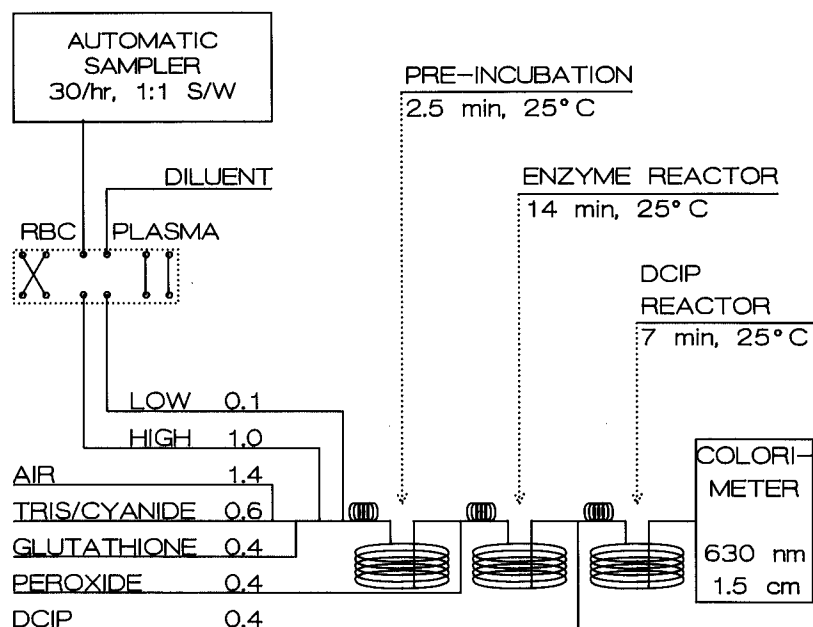 AUTOMATIC
SAMPLER
30/hr, 1:1 S/W
PRE-INCUBATION
2.5 min, 25°C
DILUENT
ENZYME REACTOR
14 min, 25°C
RBC PLASMA
DCIP
REACTOR
7 min, 25°C
LOW 0.1
HIGH 1.0
AIR 1.4
TRIS/CYANIDE 0.6
GLUTATHIONE 0.4
PEROXIDE 0.4
DCIP 0.4
COLORI-
METER
630 nm
1.5 cm